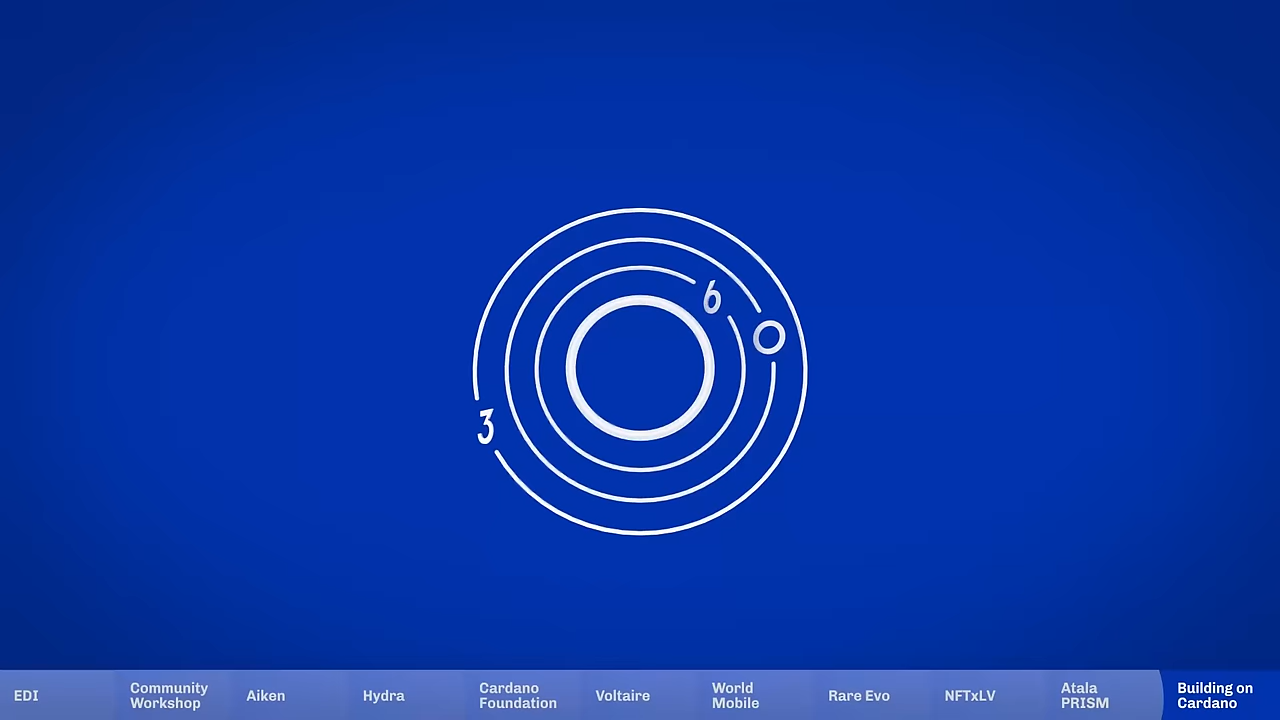 6
O
3
EDI
Community
Workshop
Aiken
Hydra
Cardano
Foundation
Voltaire
World
Mobile
Rare Evo
NFTxLV
Atala
PRISM
Building on
Cardano